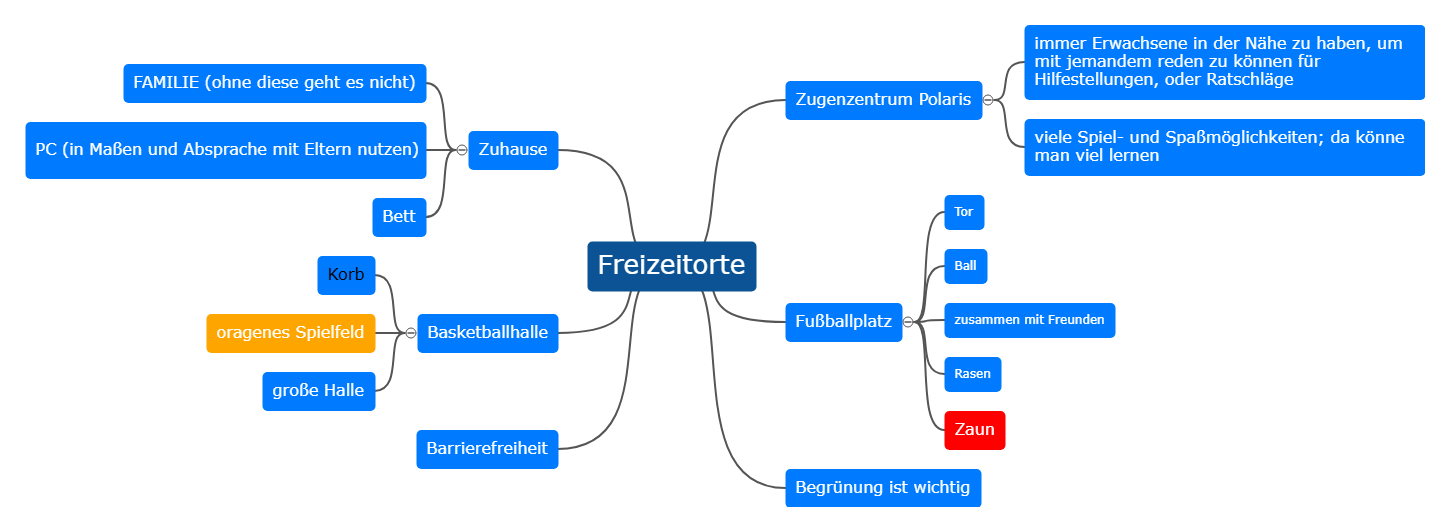 Freizeitorte
Zugenzentrum Polaris
immer Erwachsene in der Nähe zu haben, um
mit jemandem reden zu können für
Hilfestellungen, oder Ratschläge
viele Spiel- und Spaßmöglichkeiten; da könne
man viel lernen
Fußballplatz
Tor
Ball
zusammen mit Freunden
Rasen
Zaun
Begrünung ist wichtig
Zuhause
FAMILIE (ohne diese geht es nicht)
PC (in Maßen und Absprache mit Eltern nutzen)
Bett
Basketballhalle
Korb
oragenes Spielfeld
große Halle
Barrierefreiheit